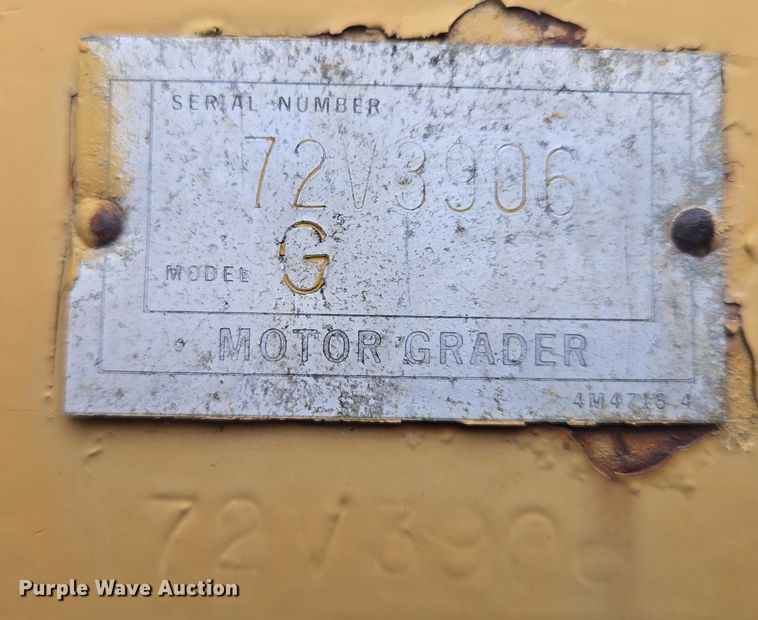 SERIAL NUMBER
72V3906
MODEL G
MOTOR GRADER
4M4716 4
72V3906
Purple Wave Auction